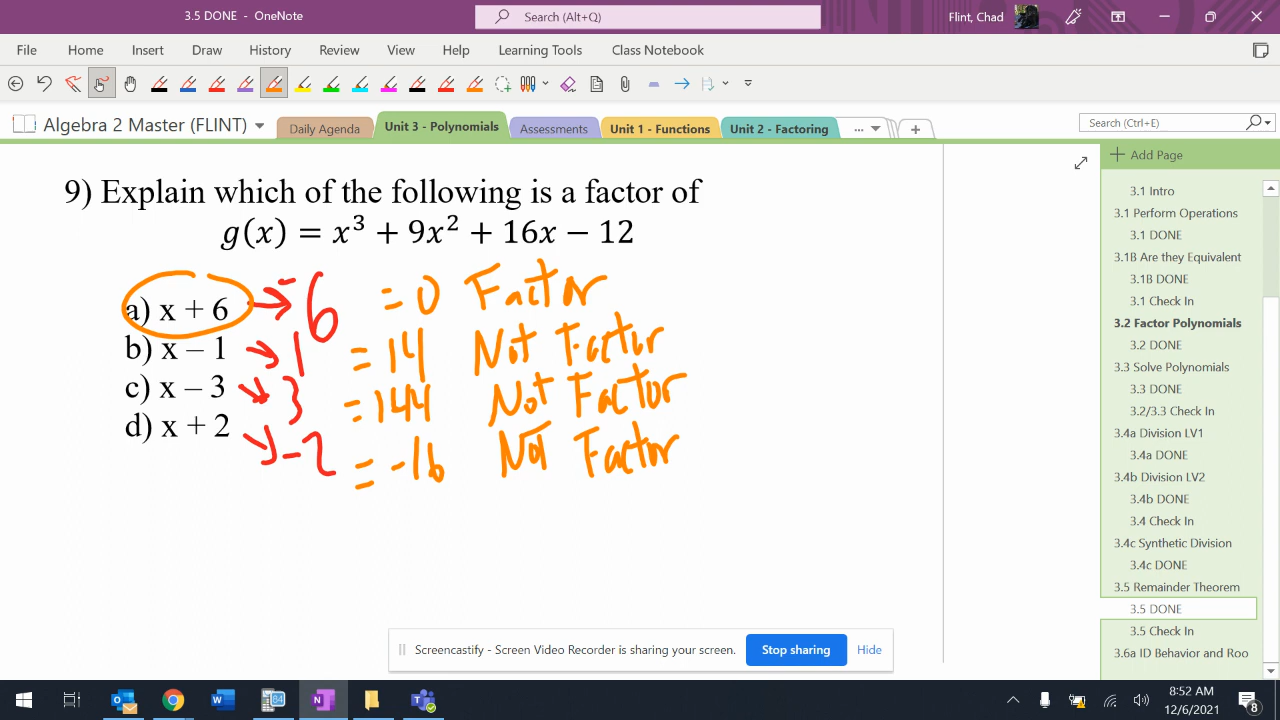 3.5 DONE - OneNote
Search (Alt+Q)
Flint, Chad
File Home Insert Draw History Review View Help Learning Tools Class Notebook
Algebra 2 Master (FLINT)
Daily Agenda
Unit 3 - Polynomials
Assessments
Unit 1 - Functions
Unit 2 - Factoring
...
Search (Ctrl+E)
Add Page
9) Explain which of the following is a factor of
g(x) = x³ + 9x² + 16x − 12
a) x + 6 → -6 = 0 Factor
b) x – 1 → 1 = 14 Not Factor
c) x – 3 → 3 = 144 Not Factor
d) x + 2 → -2 = -16 Not Factor
3.1 Intro
3.1 Perform Operations
3.1 DONE
3.1B Are they Equivalent
3.1B DONE
3.1 Check In
3.2 Factor Polynomials
3.2 DONE
3.3 Solve Polynomials
3.3 DONE
3.2/3.3 Check In
3.4a Division LV1
3.4a DONE
3.4b Division LV2
3.4b DONE
3.4 Check In
3.4c Synthetic Division
3.4c DONE
3.5 Remainder Theorem
3.5 DONE
3.5 Check In
3.6a ID Behavior and Roo
Screencastify - Screen Video Recorder is sharing your screen.
Stop sharing
Hide
84
8:52 AM
12/6/2021
8